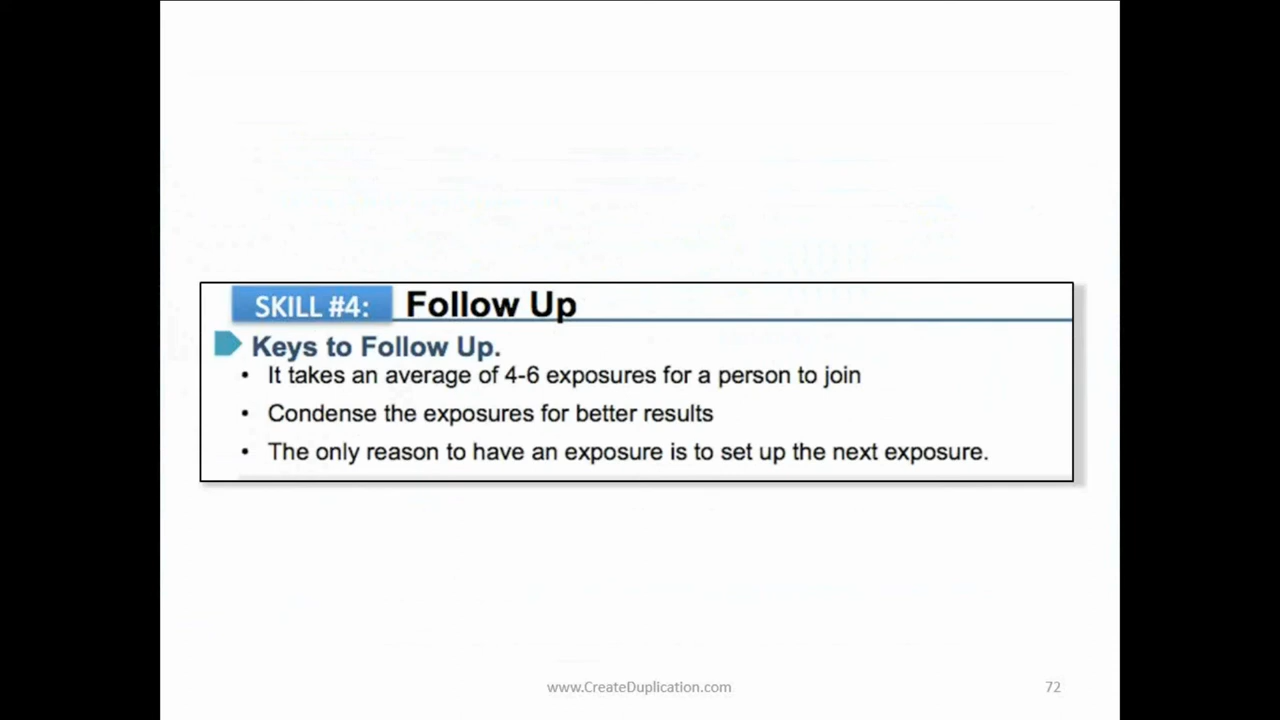 SKILL #4: Follow Up
Keys to Follow Up.
• It takes an average of 4-6 exposures for a person to join
• Condense the exposures for better results
• The only reason to have an exposure is to set up the next exposure.
www.CreateDuplication.com 72